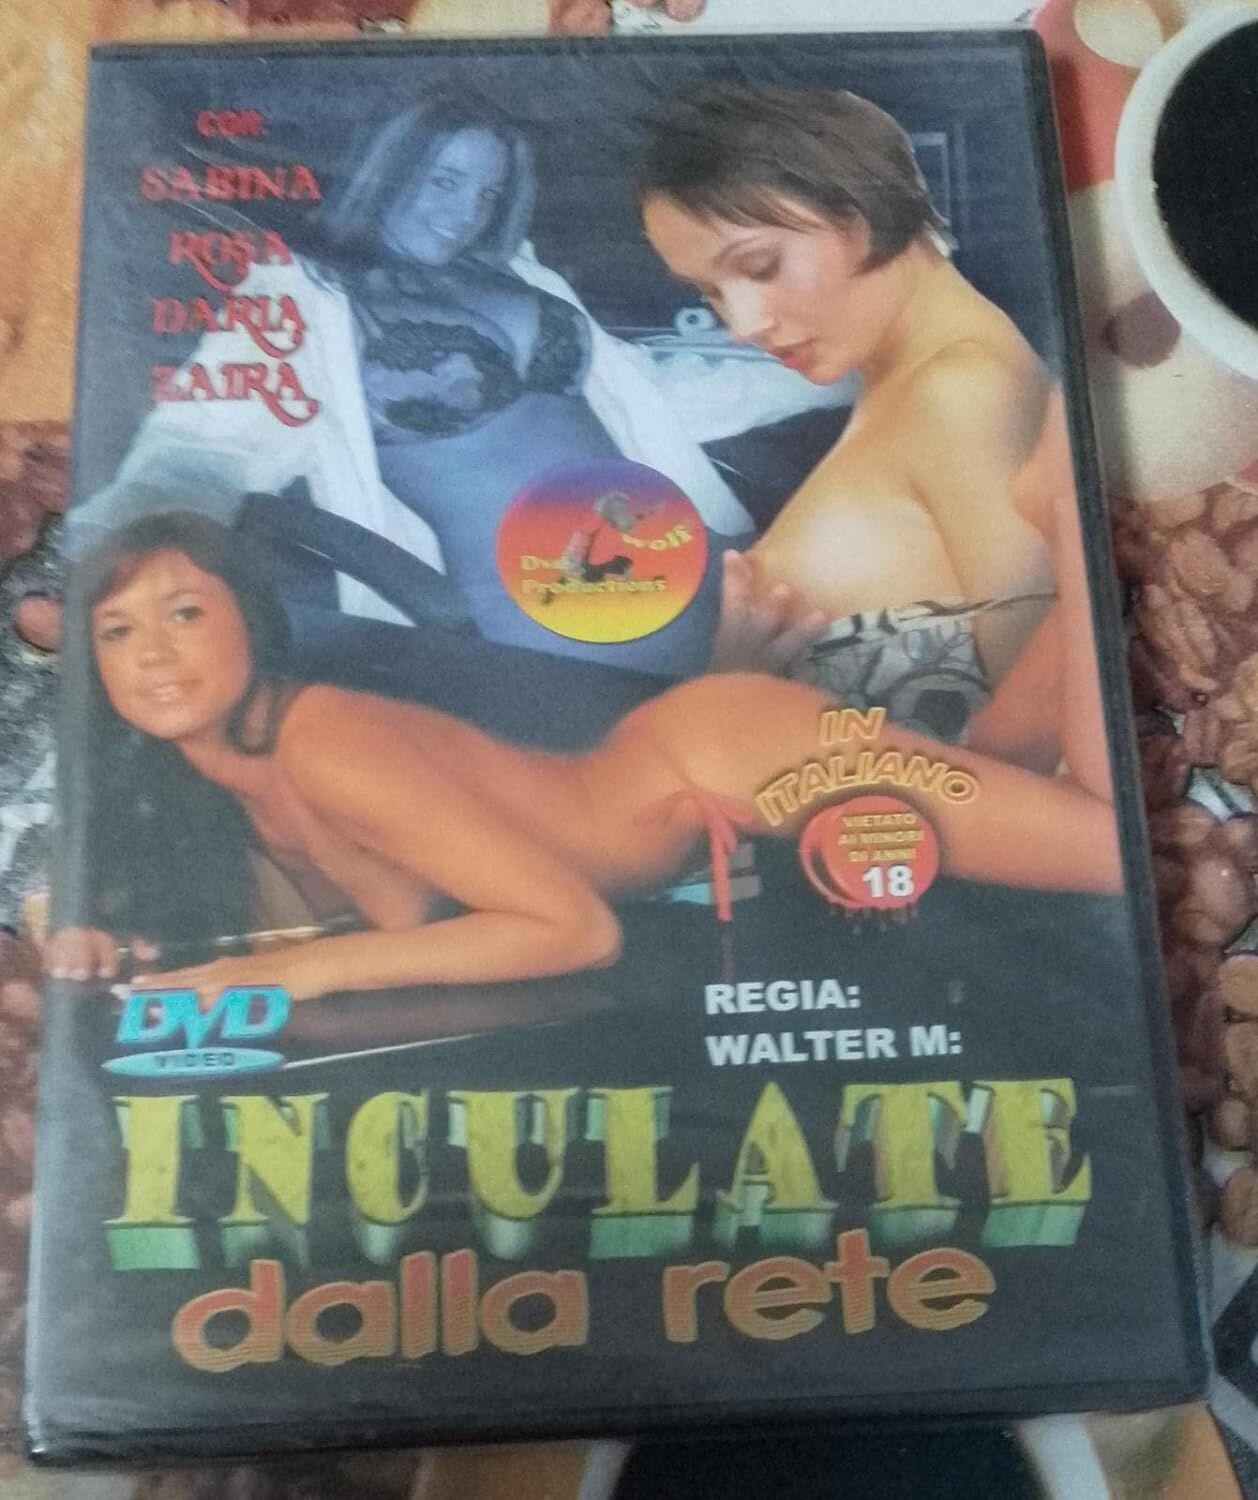 CON:
SABINA
ROSA
DARIA
ZAIRA
Dvd Wolf
Productions
IN
ITALIANO
VIETATO
AI MINORI
DI ANNI
18
DVD
VIDEO
REGIA:
WALTER M:
INCULATE
dalla rete